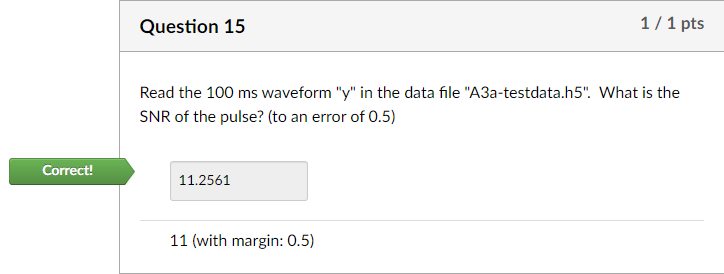 Question 15
1 / 1 pts
Read the 100 ms waveform "y" in the data file "A3a-testdata.h5".  What is the
SNR of the pulse? (to an error of 0.5)
Correct!
11.2561
11 (with margin: 0.5)